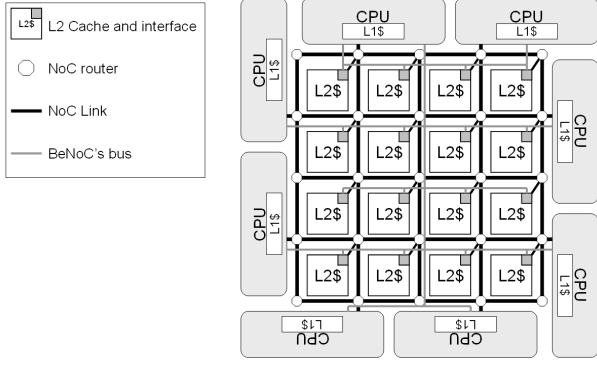 L2$ L2 Cache and interface
NoC router
NoC Link
BeNoC's bus
CPU
L1$
CPU
L1$
CPU
L1$
L2$ L2$ L2$ L2$
CPU
L1$
L2$ L2$ L2$ L2$
CPU
L1$
L2$ L2$ L2$ L2$
CPU
L1$
L2$ L2$ L2$ L2$
L1$
CPU
L1$
CPU